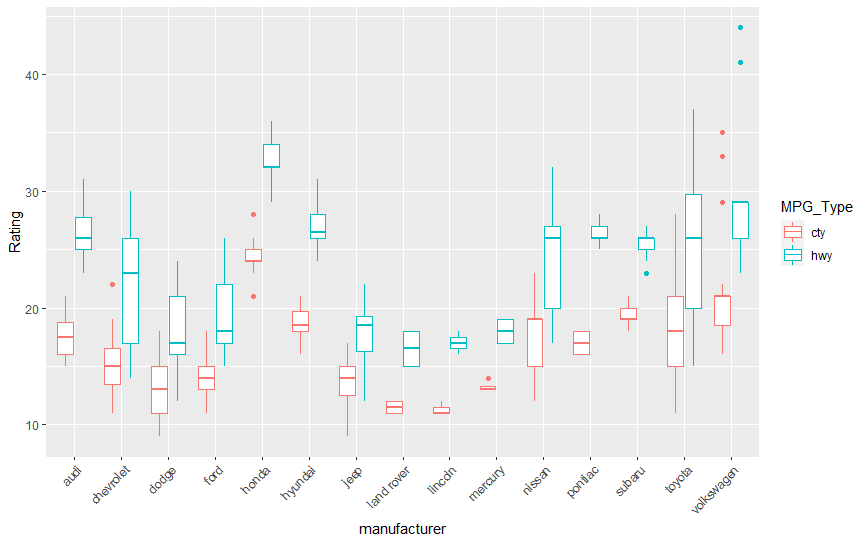 40
30
20
10
Rating
audi
chevrolet
dodge
ford
honda
hyundai
jeep
land rover
lincoln
mercury
nissan
pontiac
subaru
toyota
volkswagen
manufacturer
MPG_Type
cty
hwy